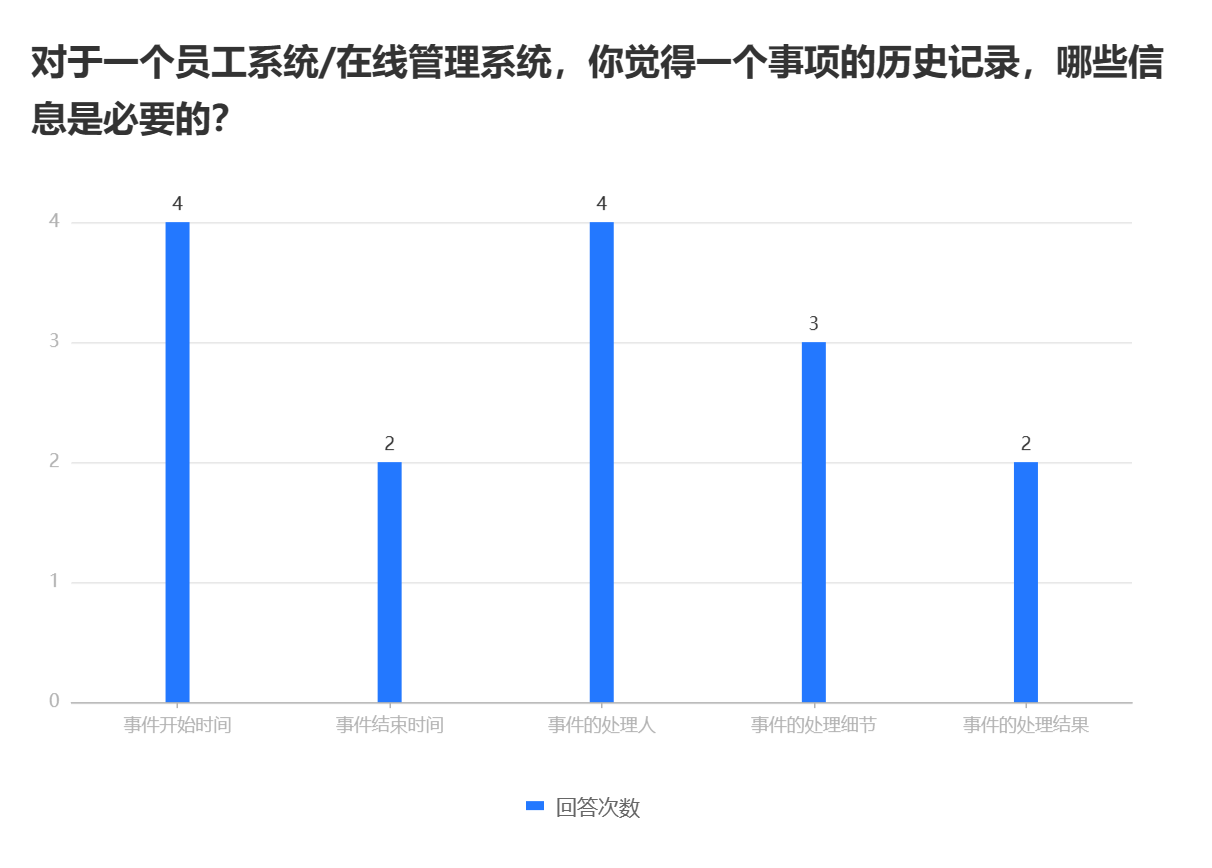 对于一个员工系统/在线管理系统，你觉得一个事项的历史记录，哪些信
息是必要的？
4
4
4
3
3
2
2
2
1
0
事件开始时间
事件结束时间
事件的处理人
事件的处理细节
事件的处理结果
回答次数